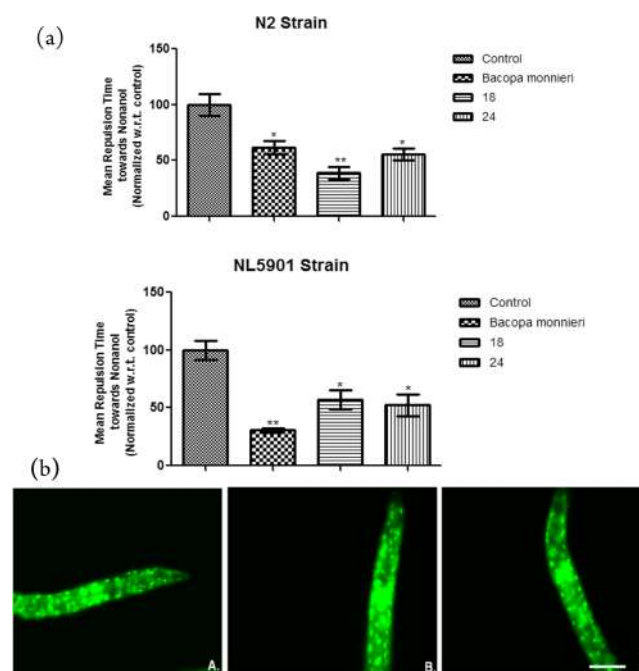 (a)
N2 Strain
Mean Repulsion Time
towards Nonanol
(Normalized w.r.t. control)
150
100
50
0
*
**
*
Control
Bacopa monnieri
18
24
NL5901 Strain
Mean Repulsion Time
towards Nonanol
(Normalized w.r.t. control)
150
100
50
0
**
*
*
Control
Bacopa monnieri
18
24
(b)
A.
B.